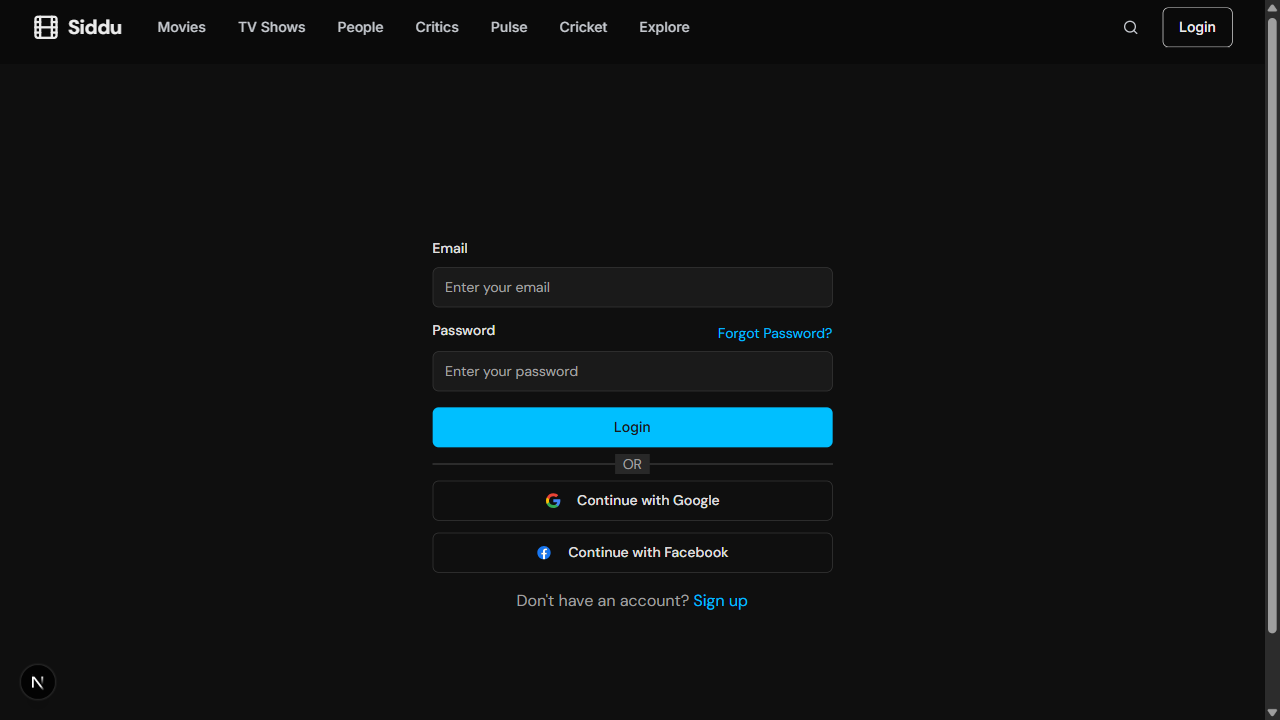 Siddu Movies TV Shows People Critics Pulse Cricket Explore Login
Email
Enter your email
Password Forgot Password?
Enter your password
Login
OR
Continue with Google
Continue with Facebook
Don't have an account? Sign up
N